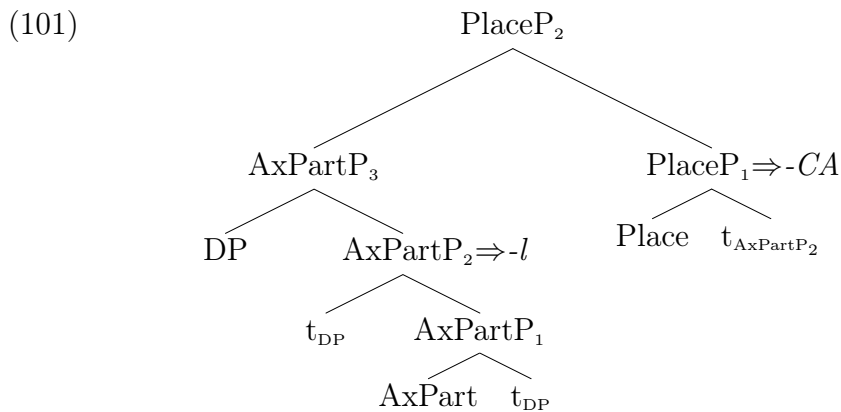 (101) PlaceP₂
AxPartP₃ PlaceP₁⇒-CA
DP AxPartP₂⇒-l Place t_AxPartP₂
t_DP AxPartP₁
AxPart t_DP